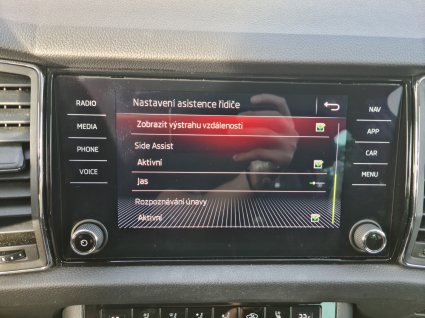 Nastavení asistence řidiče
RADIO
MEDIA
PHONE
VOICE
Zobrazit výstrahu vzdálenosti
Side Assist
Aktivní
Jas
Rozpoznávání únavy
Aktivní
NAV
APP
CAR
MENU